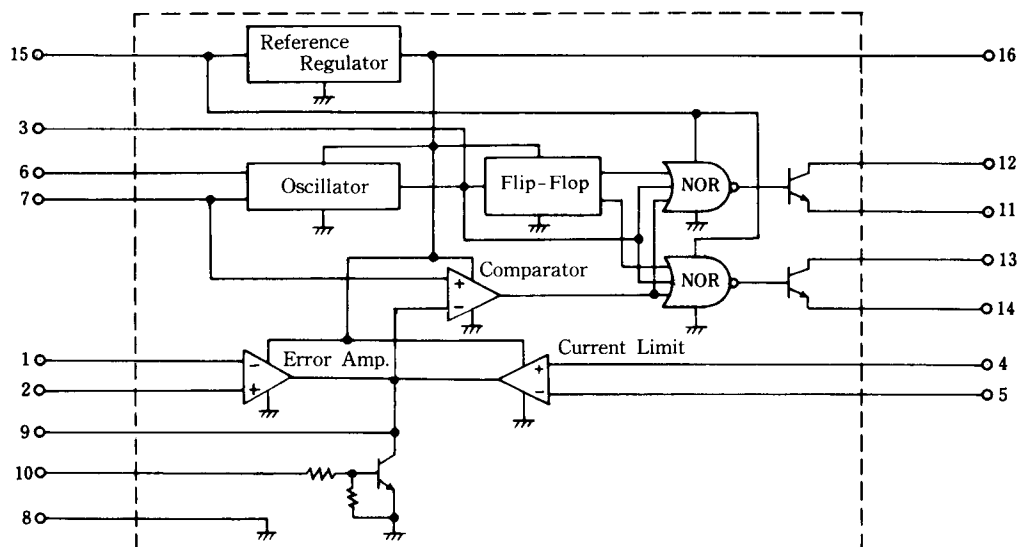 15
Reference
Regulator
16
3
6
Oscillator
Flip-Flop
NOR
12
7
11
Comparator
NOR
13
14
1
Error Amp.
Current Limit
4
2
5
9
10
8
+
−
−
+
+
−